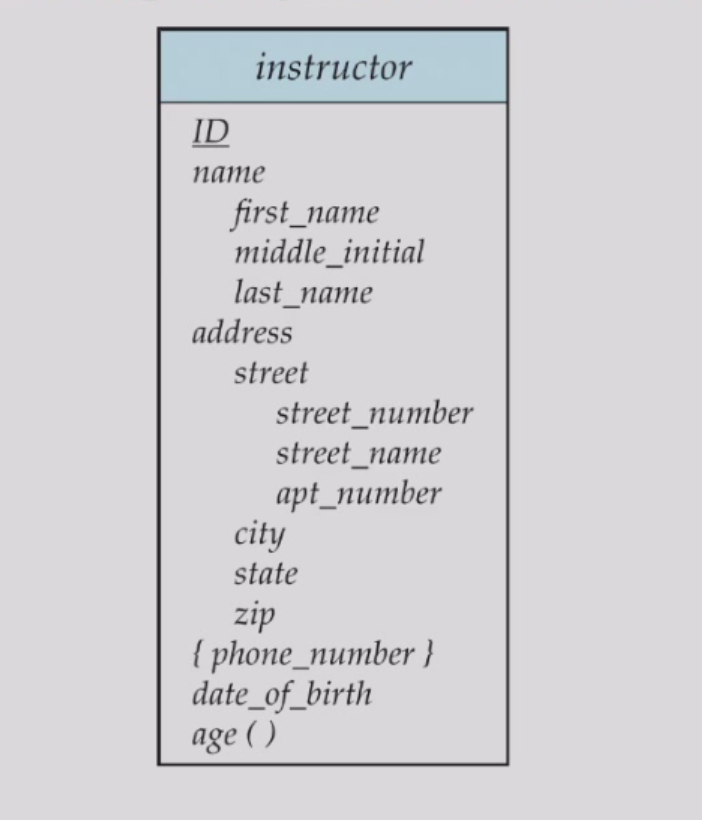 instructor
ID
name
first_name
middle_initial
last_name
address
street
street_number
street_name
apt_number
city
state
zip
{ phone_number }
date_of_birth
age ( )